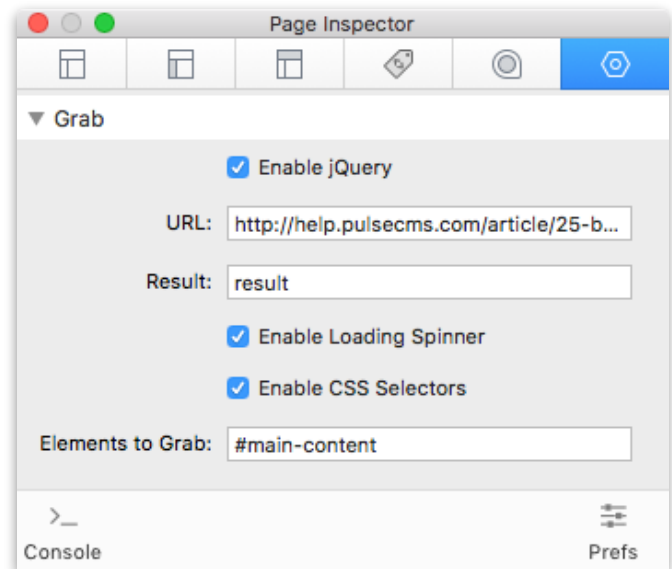 Page Inspector
Grab
Enable jQuery
URL: http://help.pulsecms.com/article/25-b...
Result: result
Enable Loading Spinner
Enable CSS Selectors
Elements to Grab: #main-content
>_
Console Prefs